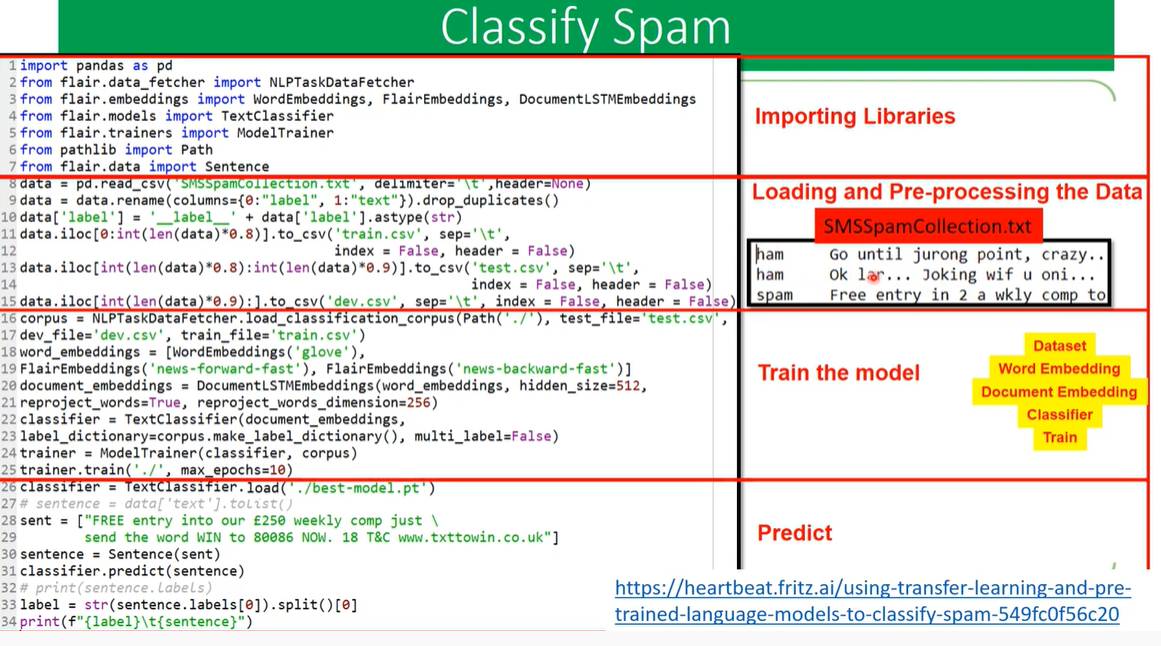 Classify Spam
1 import pandas as pd
2 from flair.data_fetcher import NLPTaskDataFetcher
3 from flair.embeddings import WordEmbeddings, FlairEmbeddings, DocumentLSTMEmbeddings
4 from flair.models import TextClassifier
5 from flair.trainers import ModelTrainer
6 from pathlib import Path
7 from flair.data import Sentence
8 data = pd.read_csv('SMSSpamCollection.txt', delimiter='\t',header=None)
9 data = data.rename(columns={0:"label", 1:"text"}).drop_duplicates()
10 data['label'] = '__label__' + data['label'].astype(str)
11 data.iloc[0:int(len(data)*0.8)].to_csv('train.csv', sep='\t',
12 index = False, header = False)
13 data.iloc[int(len(data)*0.8):int(len(data)*0.9)].to_csv('test.csv', sep='\t',
14 index = False, header = False)
15 data.iloc[int(len(data)*0.9):].to_csv('dev.csv', sep='\t', index = False, header = False)
16 corpus = NLPTaskDataFetcher.load_classification_corpus(Path('./'), test_file='test.csv',
17 dev_file='dev.csv', train_file='train.csv')
18 word_embeddings = [WordEmbeddings('glove'),
19 FlairEmbeddings('news-forward-fast'), FlairEmbeddings('news-backward-fast')]
20 document_embeddings = DocumentLSTMEmbeddings(word_embeddings, hidden_size=512,
21 reproject_words=True, reproject_words_dimension=256)
22 classifier = TextClassifier(document_embeddings,
23 label_dictionary=corpus.make_label_dictionary(), multi_label=False)
24 trainer = ModelTrainer(classifier, corpus)
25 trainer.train('./', max_epochs=10)
26 classifier = TextClassifier.load('./best-model.pt')
27 # sentence = data['text'].tolist()
28 sent = ["FREE entry into our £250 weekly comp just \
29 send the word WIN to 80086 NOW. 18 T&C www.txttowin.co.uk"]
30 sentence = Sentence(sent)
31 classifier.predict(sentence)
32 # print(sentence.labels)
33 label = str(sentence.labels[0]).split()[0]
34 print(f"{label}\t{sentence}")
Importing Libraries
Loading and Pre-processing the Data
SMSSpamCollection.txt
ham Go until jurong point, crazy..
ham Ok lar... Joking wif u oni...
spam Free entry in 2 a wkly comp to
Train the model
Dataset
Word Embedding
Document Embedding
Classifier
Train
Predict
https://heartbeat.fritz.ai/using-transfer-learning-and-pre-
trained-language-models-to-classify-spam-549fc0f56c20